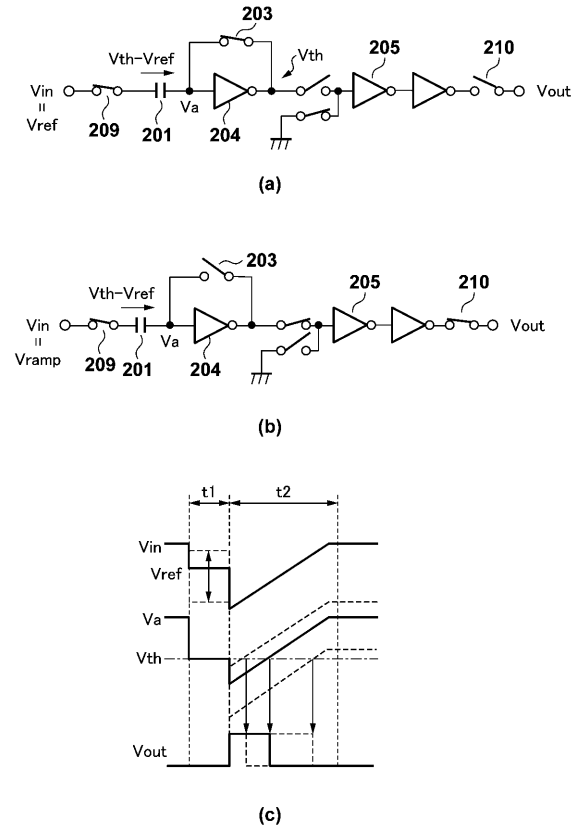 203
Vth-Vref
Vth
205
210
Vin
=
Vref
209
201
Va
204
Vout
(a)
203
Vth-Vref
205
210
Vin
=
Vramp
209
201
Va
204
Vout
(b)
t1
t2
Vin
Vref
Va
Vth
Vout
(c)